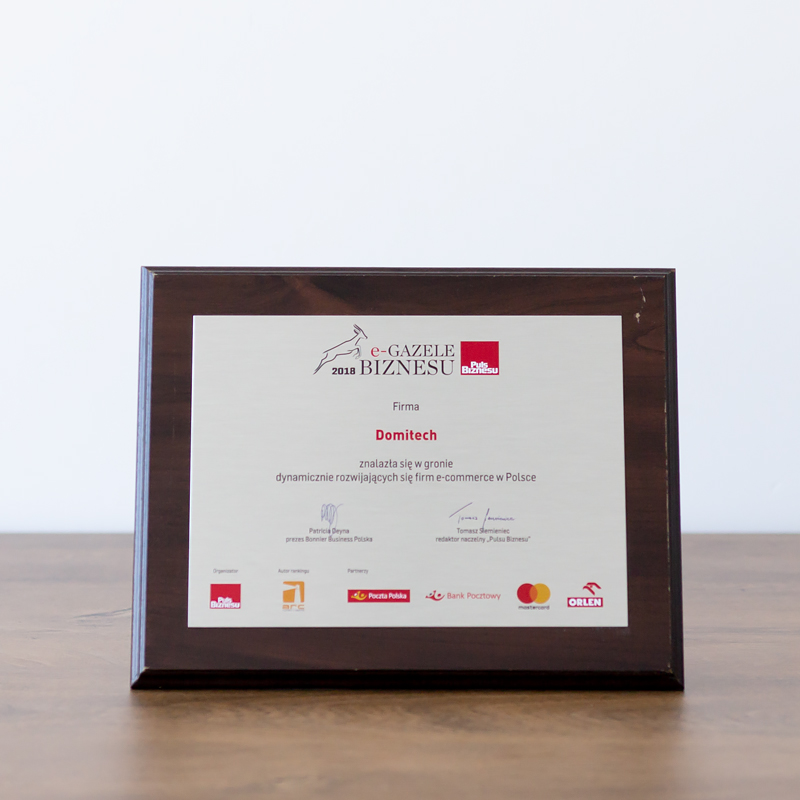 e-GAZELE
2018 BIZNESU
Puls
Biznesu
Firma
Domitech
znalazła się w gronie
dynamicznie rozwijających się firm e-commerce w Polsce
Patricia Deyna
prezes Bonnier Business Polska
Tomasz Siemieniec
redaktor naczelny „Pulsu Biznesu”
Organizator
Autor rankingu
Partnerzy
Puls
Biznesu
arc
Poczta Polska
Bank Pocztowy
mastercard
ORLEN